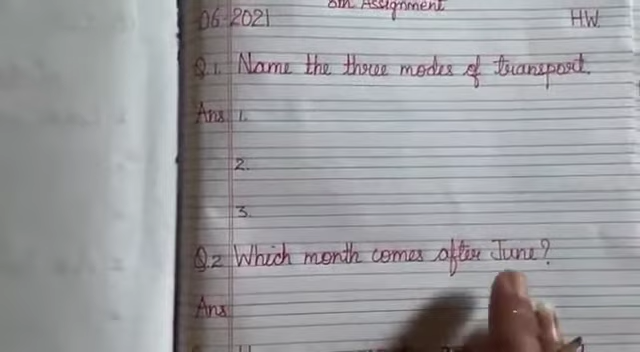 06-2021 8th Assignment HW.
Q.1. Name the three modes of transport.
Ans 1.
2.
3.
Q.2 Which month comes after June?
Ans